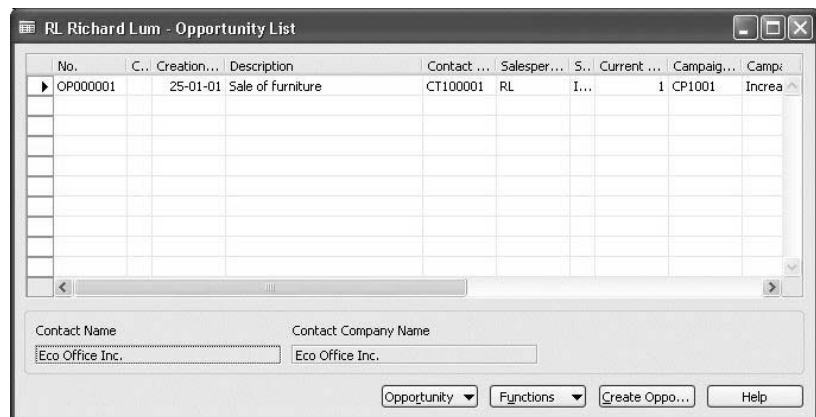 RL Richard Lum - Opportunity List
No. C.. Creation... Description Contact ... Salesper... S.. Current ... Campaig... Campa
OP000001 25-01-01 Sale of furniture CT100001 RL I... 1 CP1001 Increa
Contact Name Contact Company Name
Eco Office Inc. Eco Office Inc.
Opportunity Functions Create Oppo... Help